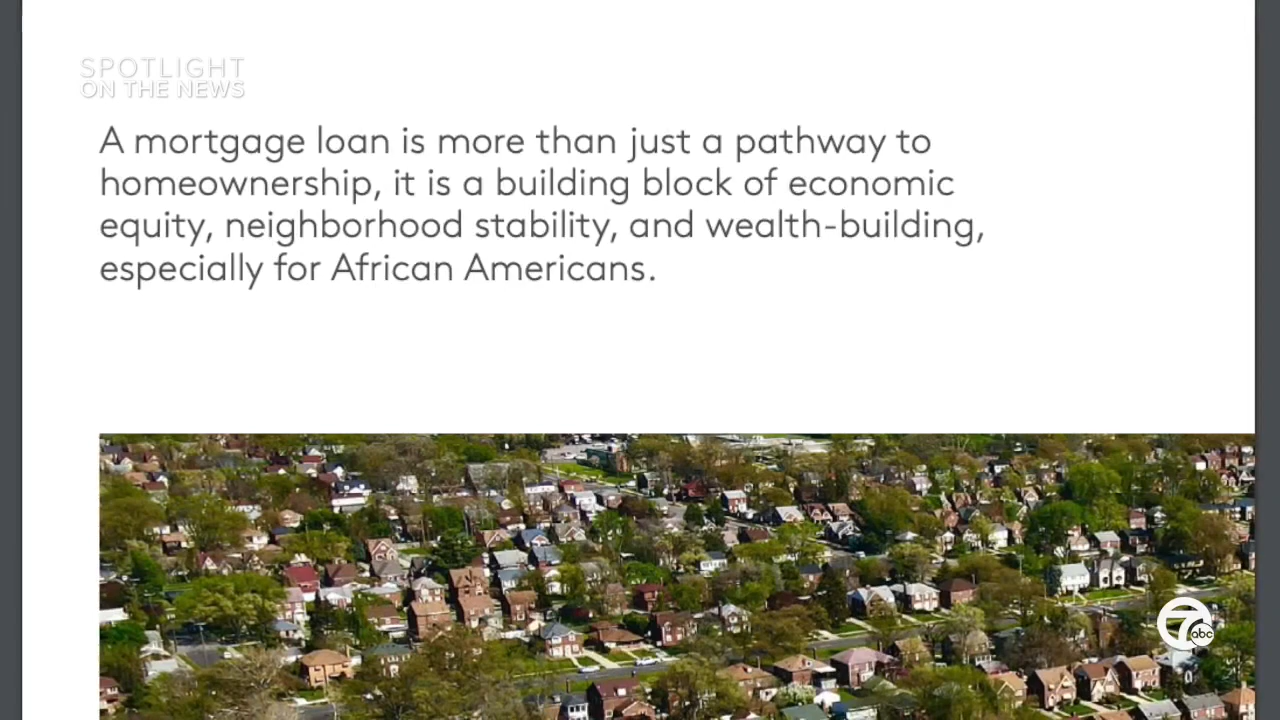 SPOTLIGHT
ON THE NEWS
A mortgage loan is more than just a pathway to
homeownership, it is a building block of economic
equity, neighborhood stability, and wealth-building,
especially for African Americans.
7 abc